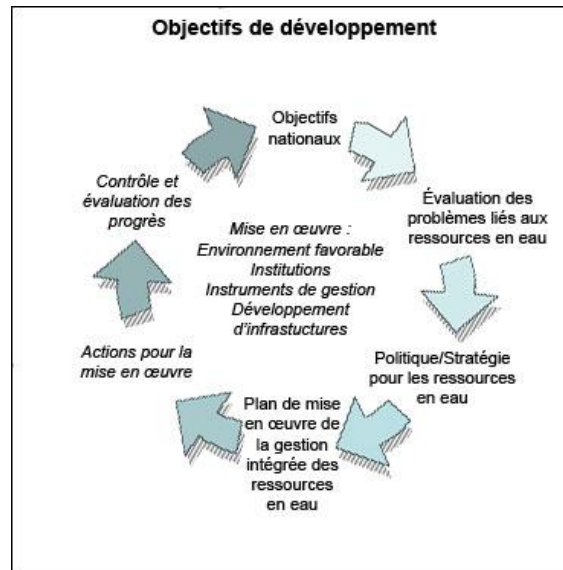 Objectifs de développement
Objectifs
nationaux
Évaluation des
problèmes liés aux
ressources en eau
Politique/Stratégie
pour les ressources
en eau
Plan de mise
en œuvre de
la gestion
intégrée des
ressources
en eau
Actions pour la
mise en œuvre
Contrôle et
évaluation des
progrès
Mise en œuvre :
Environnement favorable
Institutions
Instruments de gestion
Développement
d'infrastuctures